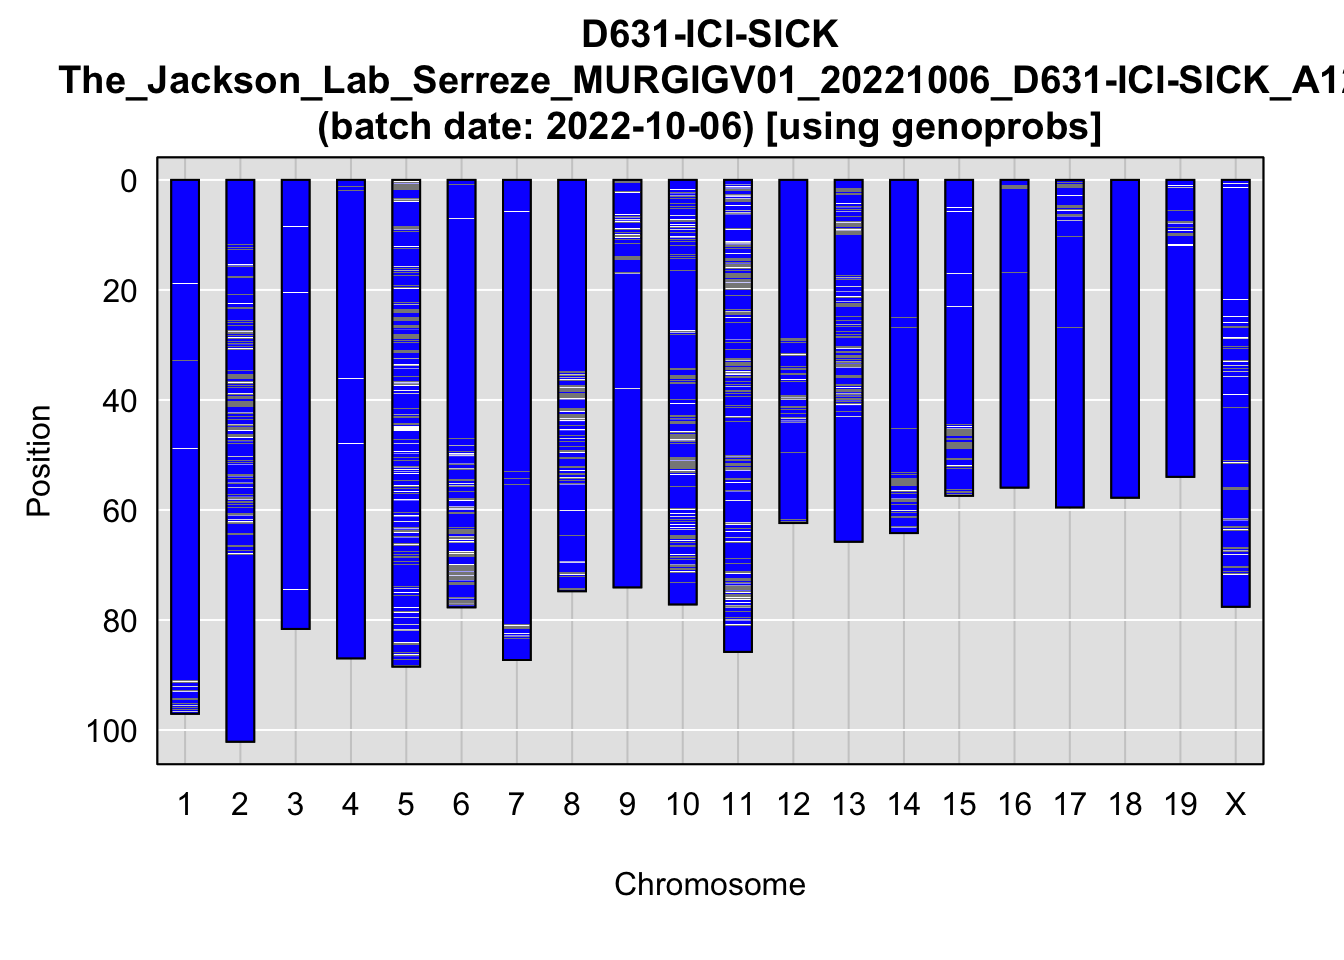 D631-ICI-SICK
The_Jackson_Lab_Serreze_MURGIGV01_20221006_D631-ICI-SICK_A12
(batch date: 2022-10-06) [using genoprobs]
0
20
40
60
80
100
Position
1 2 3 4 5 6 7 8 9 10 11 12 13 14 15 16 17 18 19 X
Chromosome